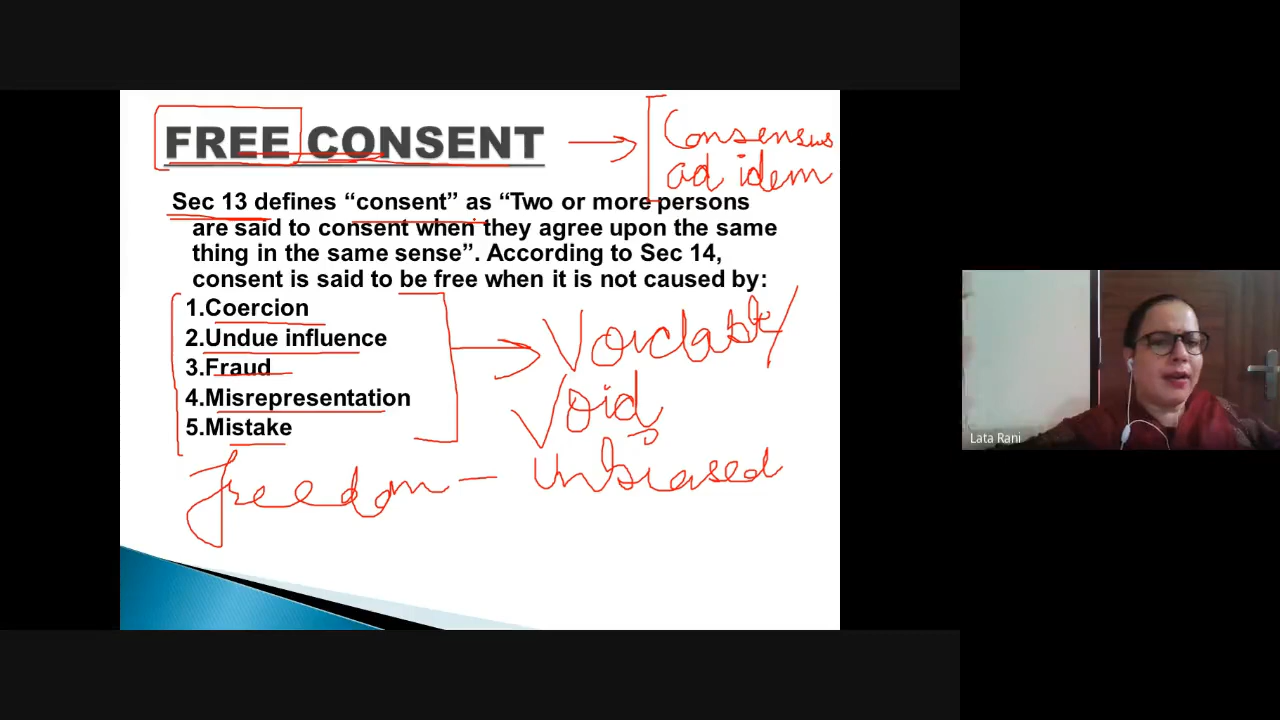 FREE CONSENT
Consensus
ad idem
Sec 13 defines “consent” as “Two or more persons
are said to consent when they agree upon the same
thing in the same sense”. According to Sec 14,
consent is said to be free when it is not caused by:
1.Coercion
2.Undue influence
3.Fraud
4.Misrepresentation
5.Mistake
Voidable/
Void
Freedom - Unbiased
Lata Rani